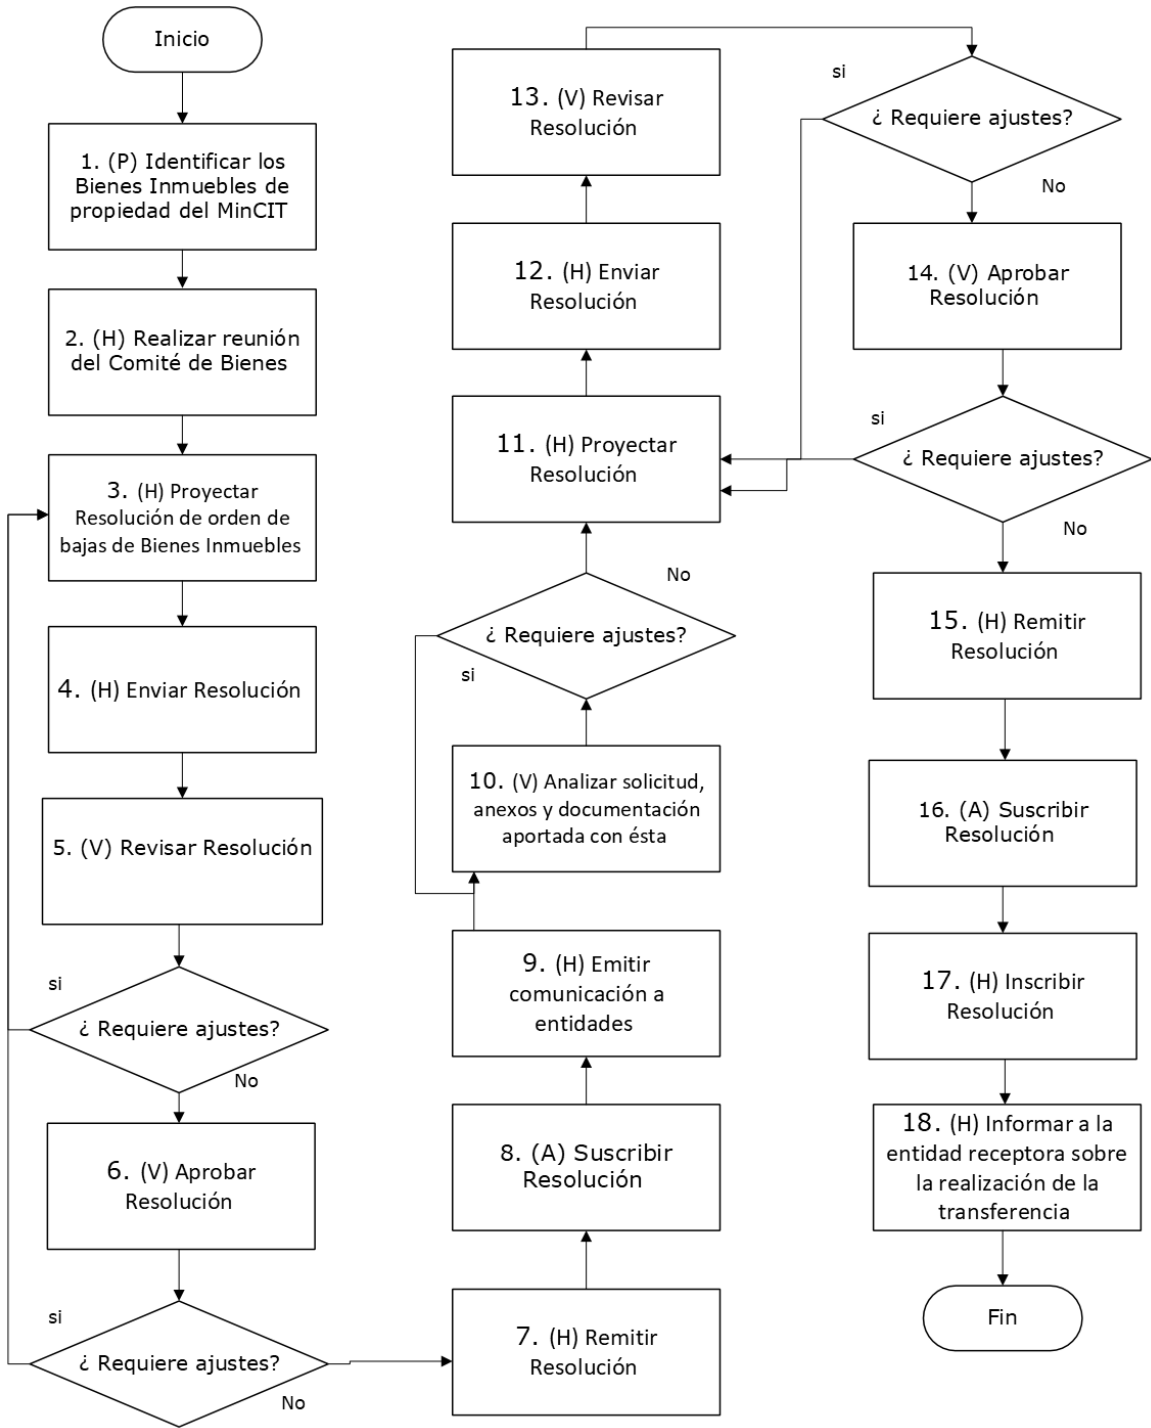 Inicio
1. (P) Identificar los
Bienes Inmuebles de
propiedad del MinCIT
2. (H) Realizar reunión
del Comité de Bienes
3. (H) Proyectar
Resolución de orden de
bajas de Bienes Inmuebles
4. (H) Enviar Resolución
5. (V) Revisar Resolución
si
¿ Requiere ajustes?
No
6. (V) Aprobar
Resolución
si
¿ Requiere ajustes?
No
7. (H) Remitir
Resolución
8. (A) Suscribir
Resolución
9. (H) Emitir
comunicación a
entidades
10. (V) Analizar solicitud,
anexos y documentación
aportada con ésta
si
¿ Requiere ajustes?
No
11. (H) Proyectar
Resolución
12. (H) Enviar
Resolución
13. (V) Revisar
Resolución
si
¿ Requiere ajustes?
No
14. (V) Aprobar
Resolución
si
¿ Requiere ajustes?
No
15. (H) Remitir
Resolución
16. (A) Suscribir
Resolución
17. (H) Inscribir
Resolución
18. (H) Informar a la
entidad receptora sobre
la realización de la
transferencia
Fin